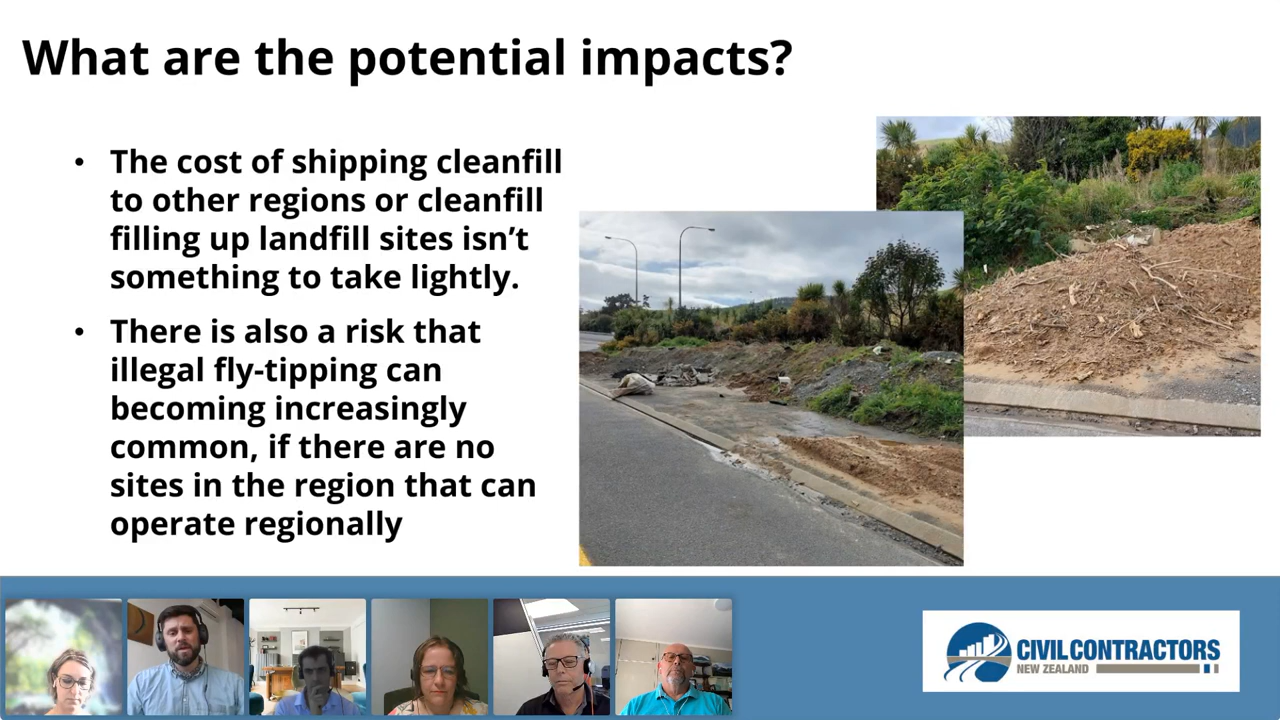 What are the potential impacts?
• The cost of shipping cleanfill
to other regions or cleanfill
filling up landfill sites isn’t
something to take lightly.
• There is also a risk that
illegal fly-tipping can
becoming increasingly
common, if there are no
sites in the region that can
operate regionally
CIVILCONTRACTORS
NEW ZEALAND